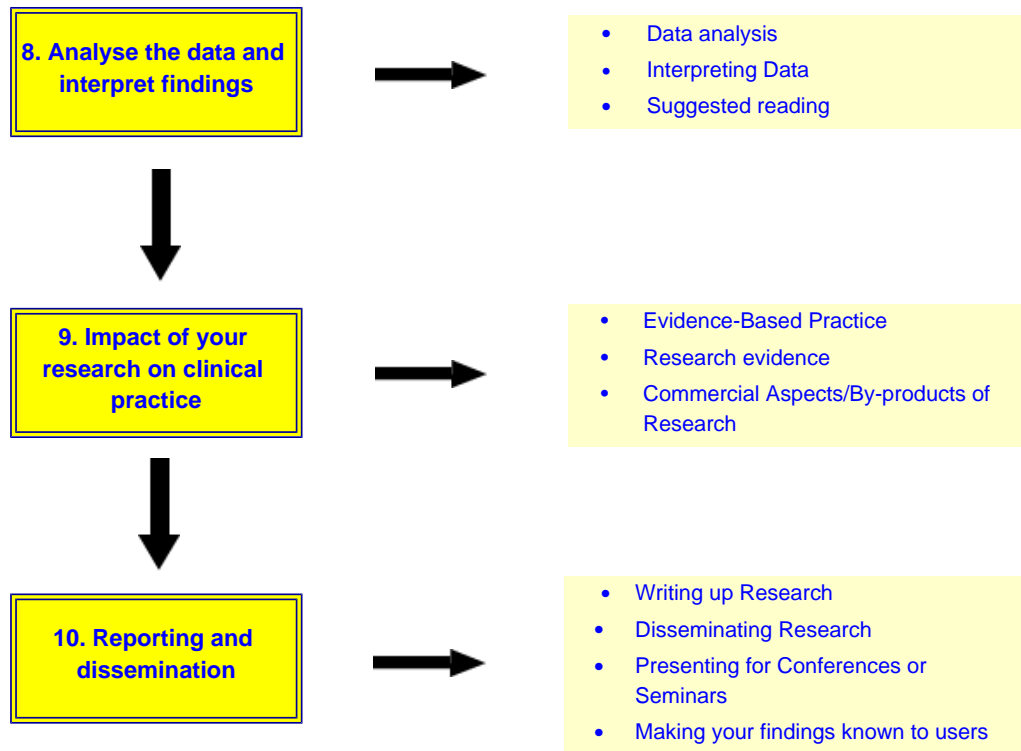 8. Analyse the data and
interpret findings
• Data analysis
• Interpreting Data
• Suggested reading
9. Impact of your
research on clinical
practice
• Evidence-Based Practice
• Research evidence
• Commercial Aspects/By-products of
Research
10. Reporting and
dissemination
• Writing up Research
• Disseminating Research
• Presenting for Conferences or
Seminars
• Making your findings known to users